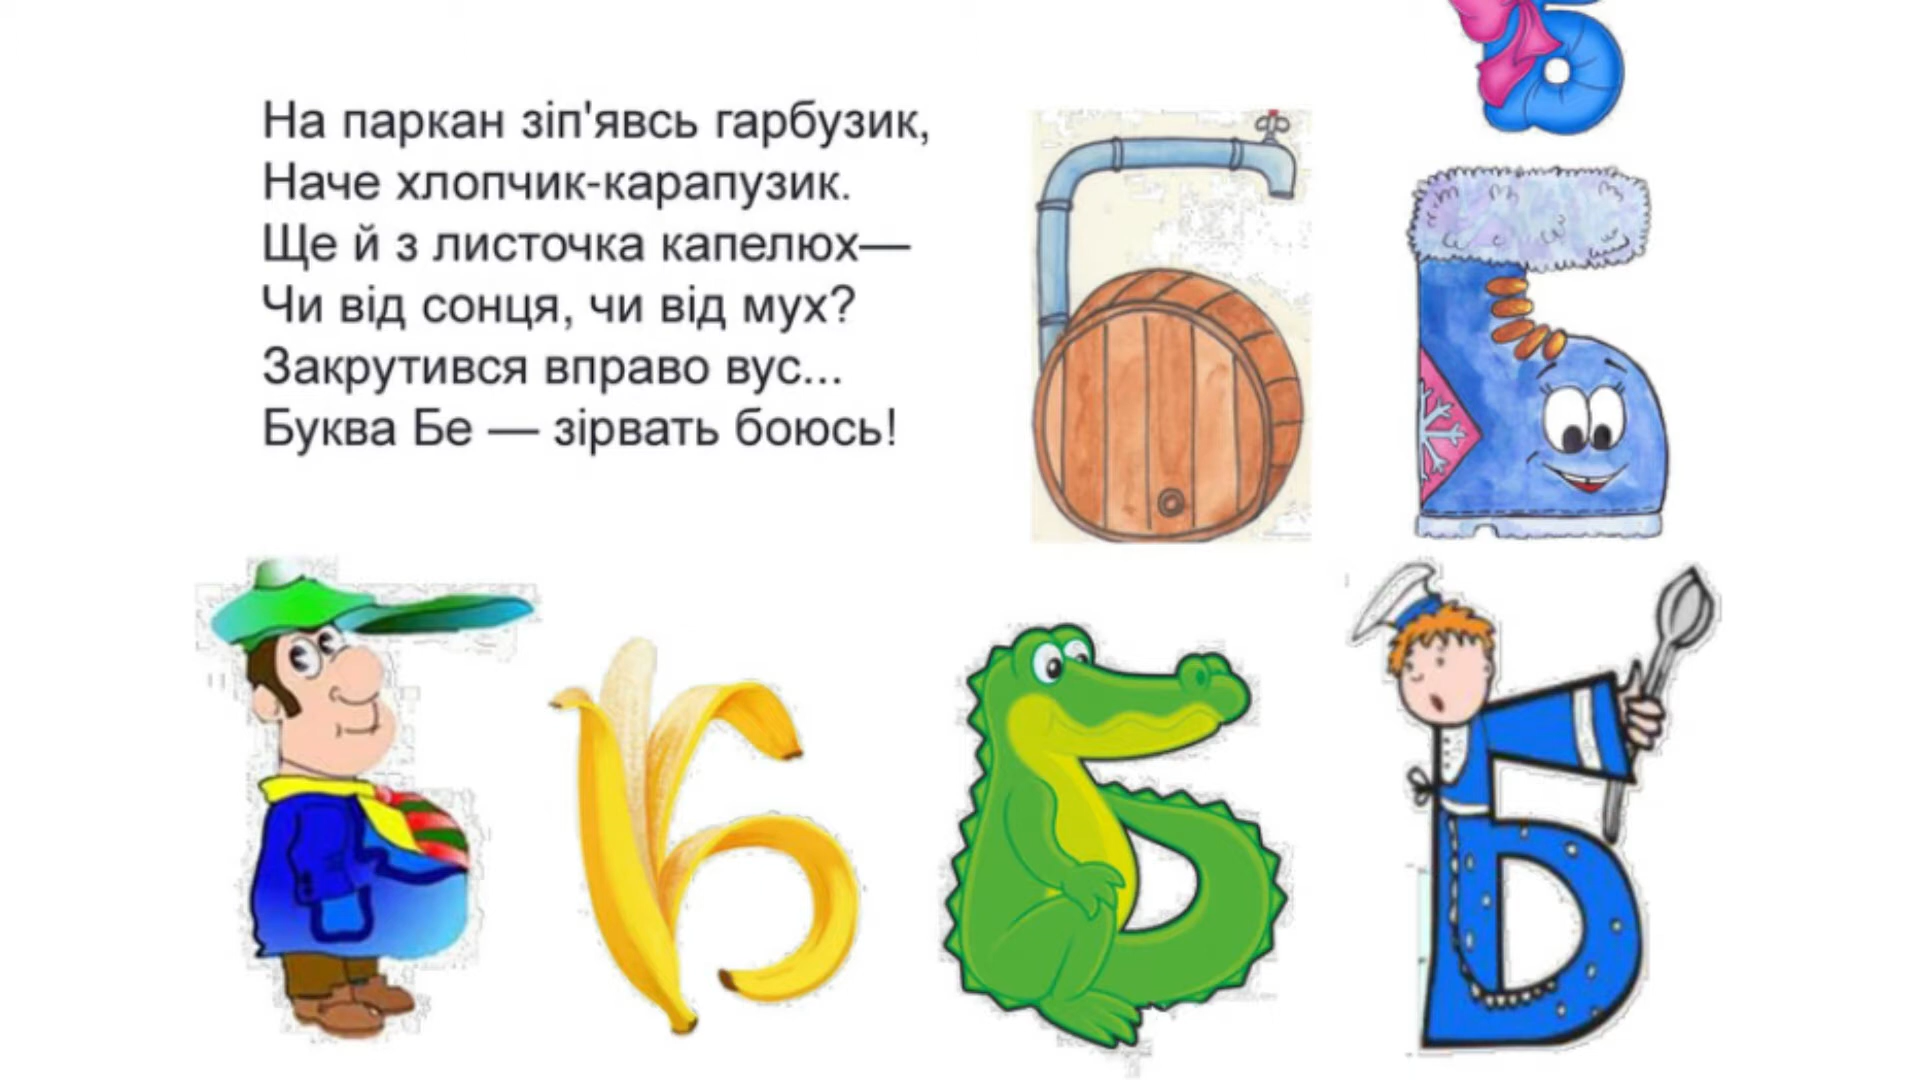 На паркан зіп'явсь гарбузик,
Наче хлопчик-карапузик.
Ще й з листочка капелюх—
Чи від сонця, чи від мух?
Закрутився вправо вус...
Буква Бе — зірвать боюсь!